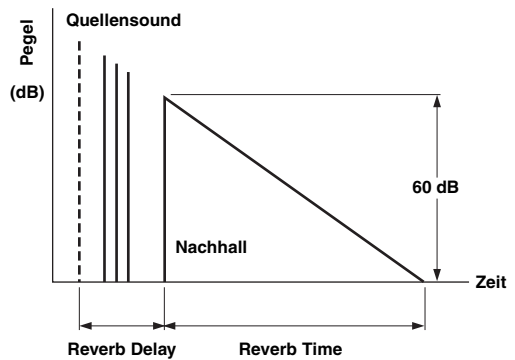 Quellensound
Pegel
(dB)
60 dB
Nachhall
Zeit
Reverb Delay
Reverb Time